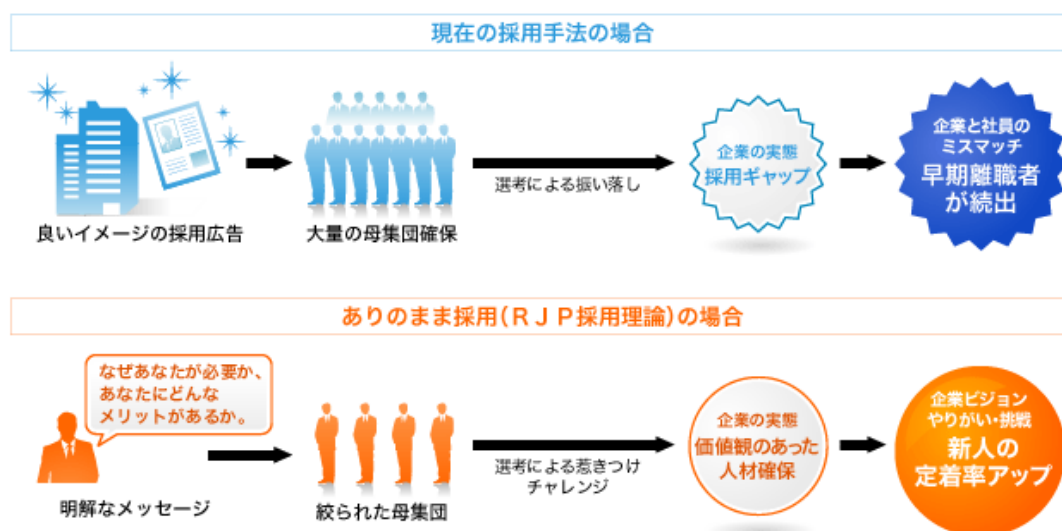 現在の採用手法の場合
良いイメージの採用広告
大量の母集団確保
選考による振い落し
企業の実態
採用ギャップ
企業と社員の
ミスマッチ
早期離職者
が続出
ありのまま採用(RJP採用理論)の場合
なぜあなたが必要か、
あなたにどんな
メリットがあるか。
明解なメッセージ
絞られた母集団
選考による惹きつけ
チャレンジ
企業の実態
価値観のあった
人材確保
企業ビジョン
やりがい・挑戦
新人の
定着率アップ